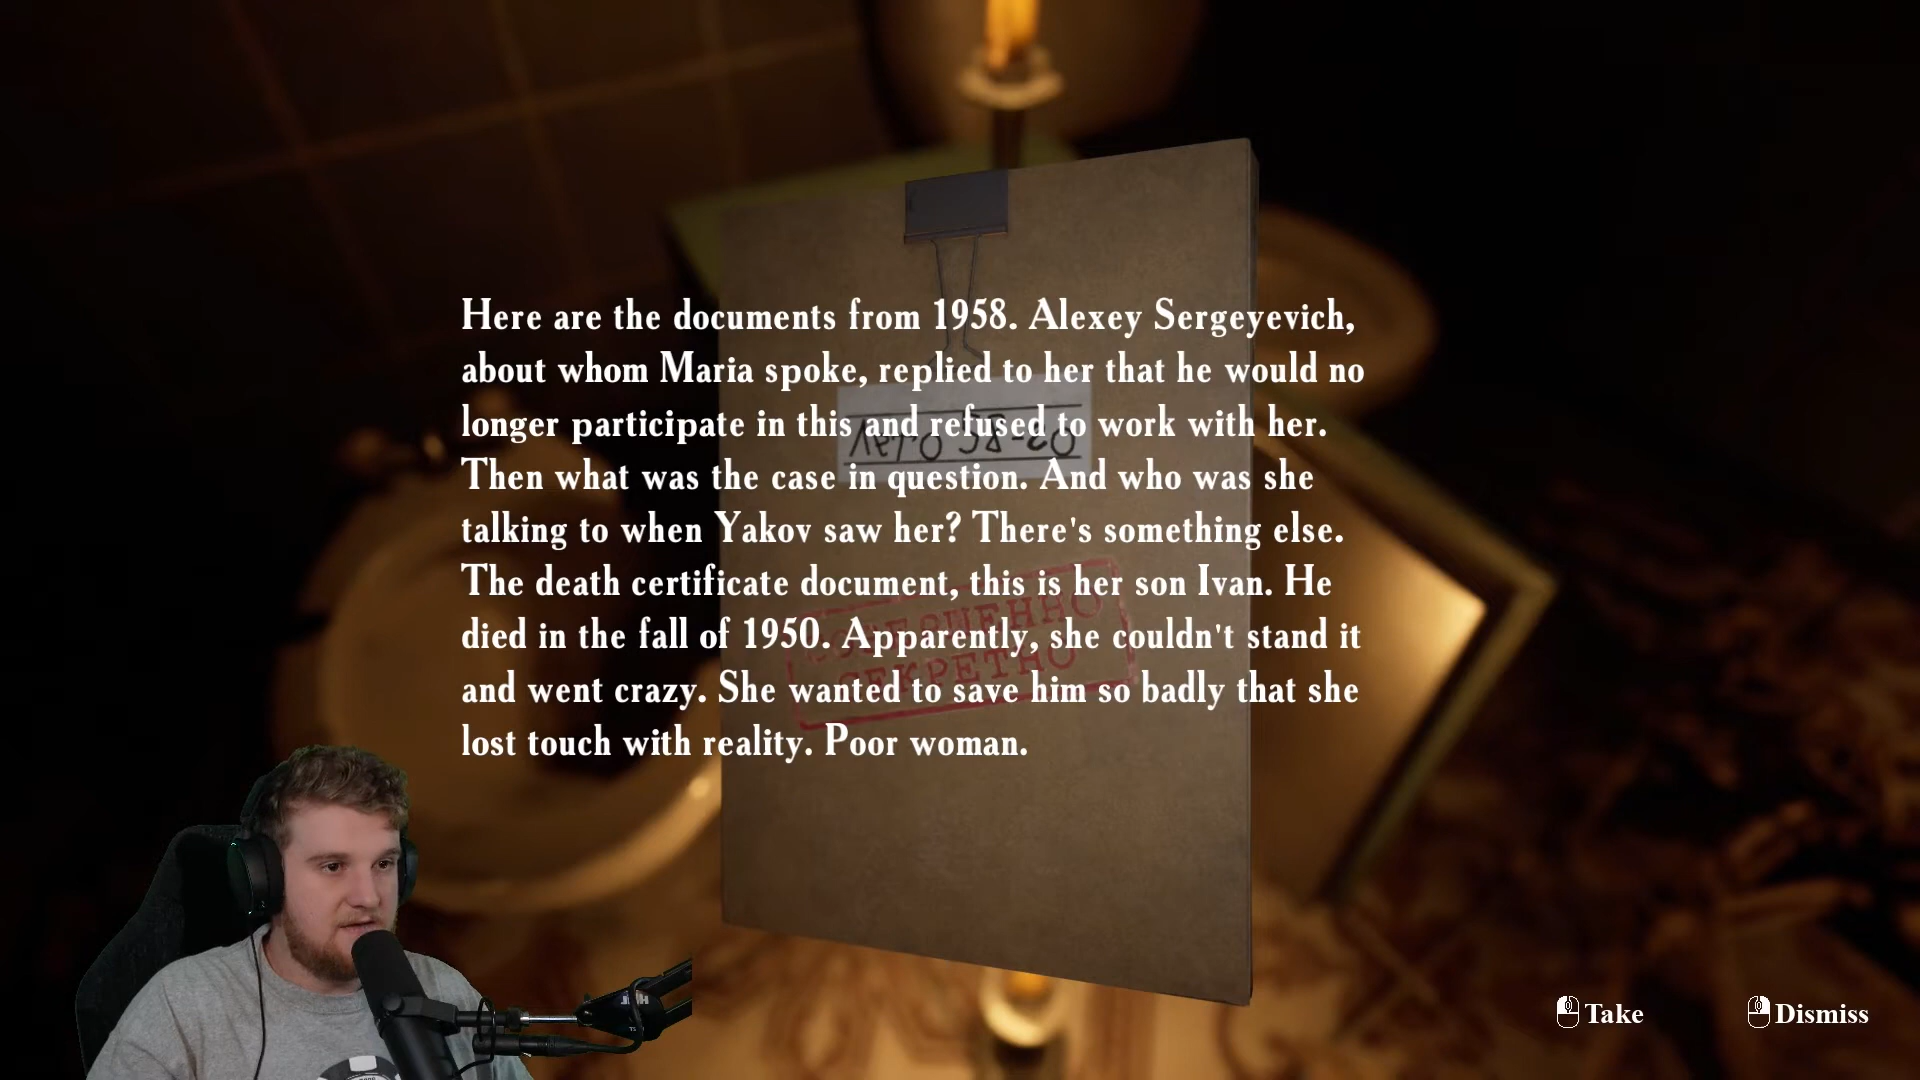 Here are the documents from 1958. Alexey Sergeyevich,
about whom Maria spoke, replied to her that he would no
longer participate in this and refused to work with her.
Then what was the case in question. And who was she
talking to when Yakov saw her? There's something else.
The death certificate document, this is her son Ivan. He
died in the fall of 1950. Apparently, she couldn't stand it
and went crazy. She wanted to save him so badly that she
lost touch with reality. Poor woman.
СОВЕРШЕННО
СЕКРЕТНО
Take
Dismiss